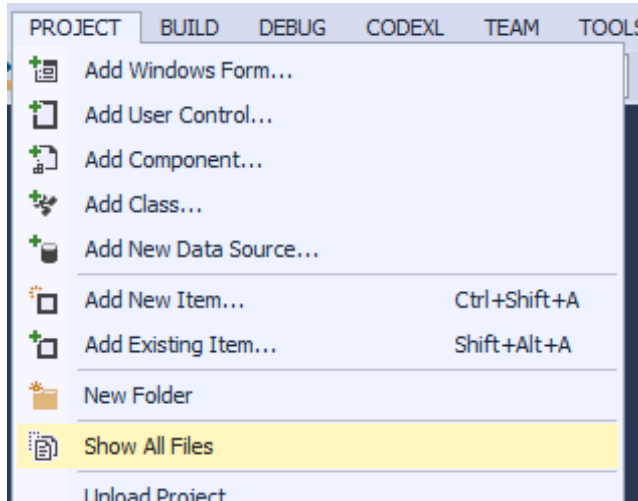 PROJECT BUILD DEBUG CODEXL TEAM TOOLS
Add Windows Form...
Add User Control...
Add Component...
Add Class...
Add New Data Source...
Add New Item... Ctrl+Shift+A
Add Existing Item... Shift+Alt+A
New Folder
Show All Files
Upload Project